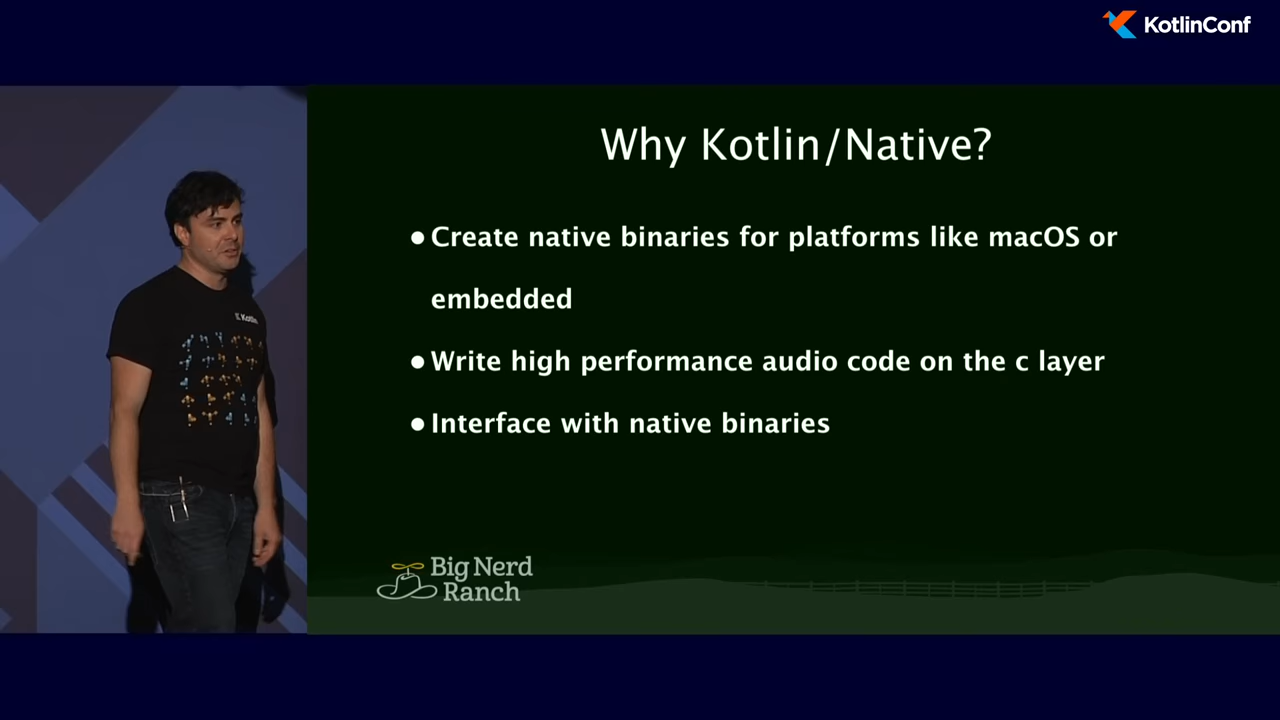 KotlinConf
Why Kotlin/Native?
●Create native binaries for platforms like macOS or
embedded
●Write high performance audio code on the c layer
●Interface with native binaries
Big Nerd
Ranch
Kotlin